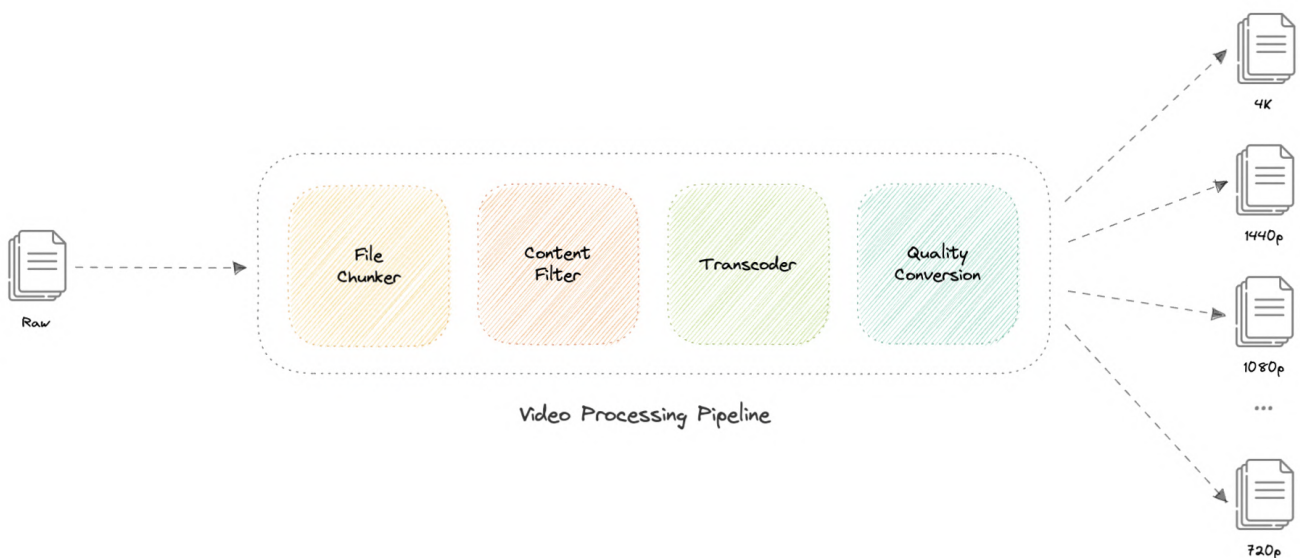 Raw
File
Chunker
Content
Filter
Transcoder
Quality
Conversion
Video Processing Pipeline
4K
1440p
1080p
...
720p